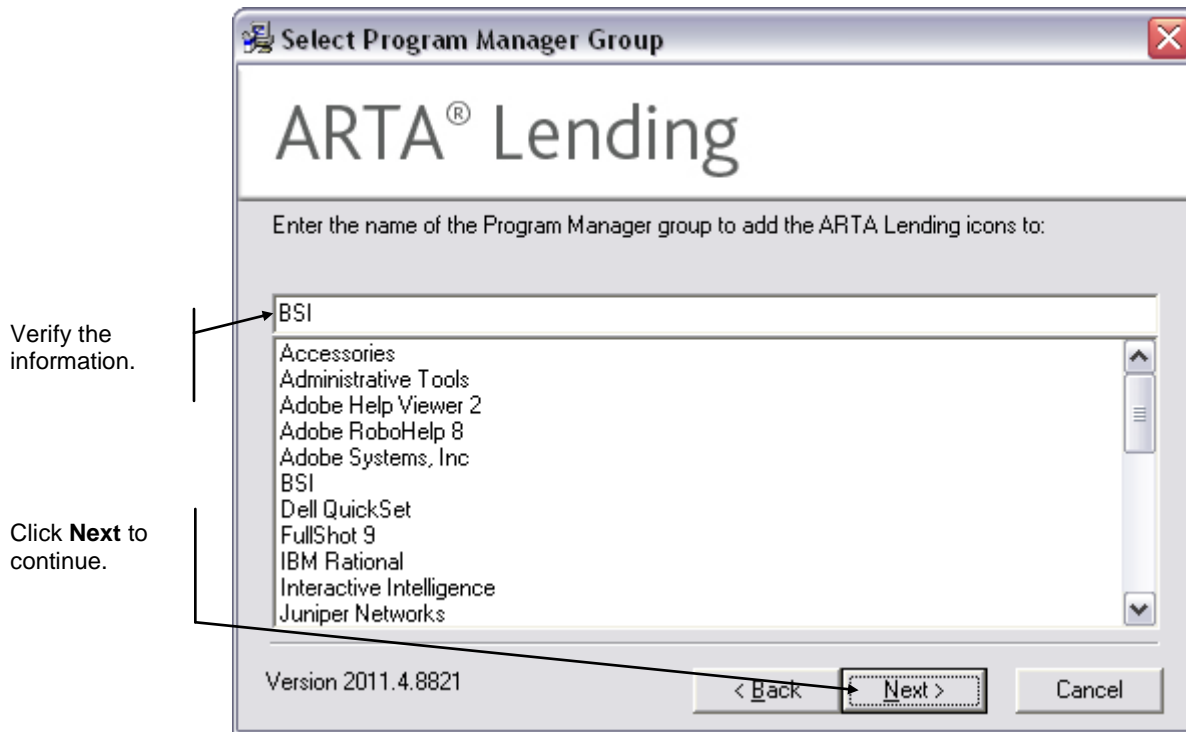 Select Program Manager Group
ARTA® Lending
Enter the name of the Program Manager group to add the ARTA Lending icons to:
Verify the
information.
BSI
Accessories
Administrative Tools
Adobe Help Viewer 2
Adobe RoboHelp 8
Adobe Systems, Inc
BSI
Dell QuickSet
FullShot 9
IBM Rational
Interactive Intelligence
Juniper Networks
Click Next to
continue.
Version 2011.4.8821
< Back
Next >
Cancel